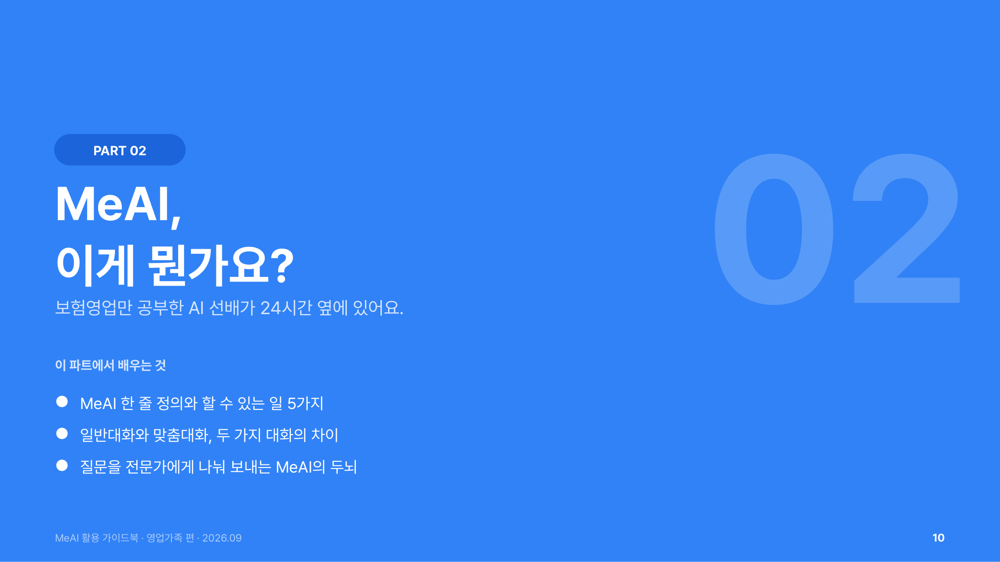 PART 02
MeAI,
이게 뭔가요?
보험영업만 공부한 AI 선배가 24시간 옆에 있어요.
02
이 파트에서 배우는 것
● MeAI 한 줄 정의와 할 수 있는 일 5가지
● 일반대화와 맞춤대화, 두 가지 대화의 차이
● 질문을 전문가에게 나눠 보내는 MeAI의 두뇌
MeAI 활용 가이드북 · 영업가족 편 · 2026.09
10